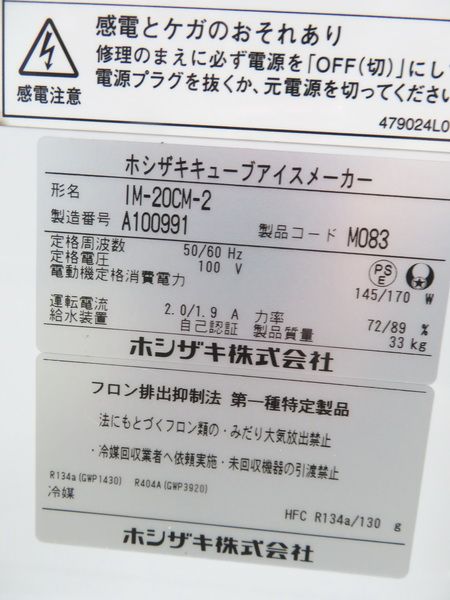 感電とケガのおそれあり
修理のまえに必ず電源を「OFF(切)」にし
電源プラグを抜くか、元電源を切ってくださ
感電注意
479024L0
ホシザキキューブアイスメーカー
形名 IM-20CM-2
製造番号 A100991 製品コード M083
定格周波数 50/60 Hz
定格電圧 100 V
電動機定格消費電力 145/170 W
PSE
運転電流 2.0/1.9 A 力率 72/89 %
給水装置 自己認証 製品質量 33 kg
ホシザキ株式会社
フロン排出抑制法 第一種特定製品
法にもとづくフロン類の・みだり大気放出禁止
・冷媒回収業者へ依頼実施・未回収機器の引渡禁止
R134a(GWP1430) R404A(GWP3920)
冷媒 HFC R134a/130 g
ホシザキ株式会社